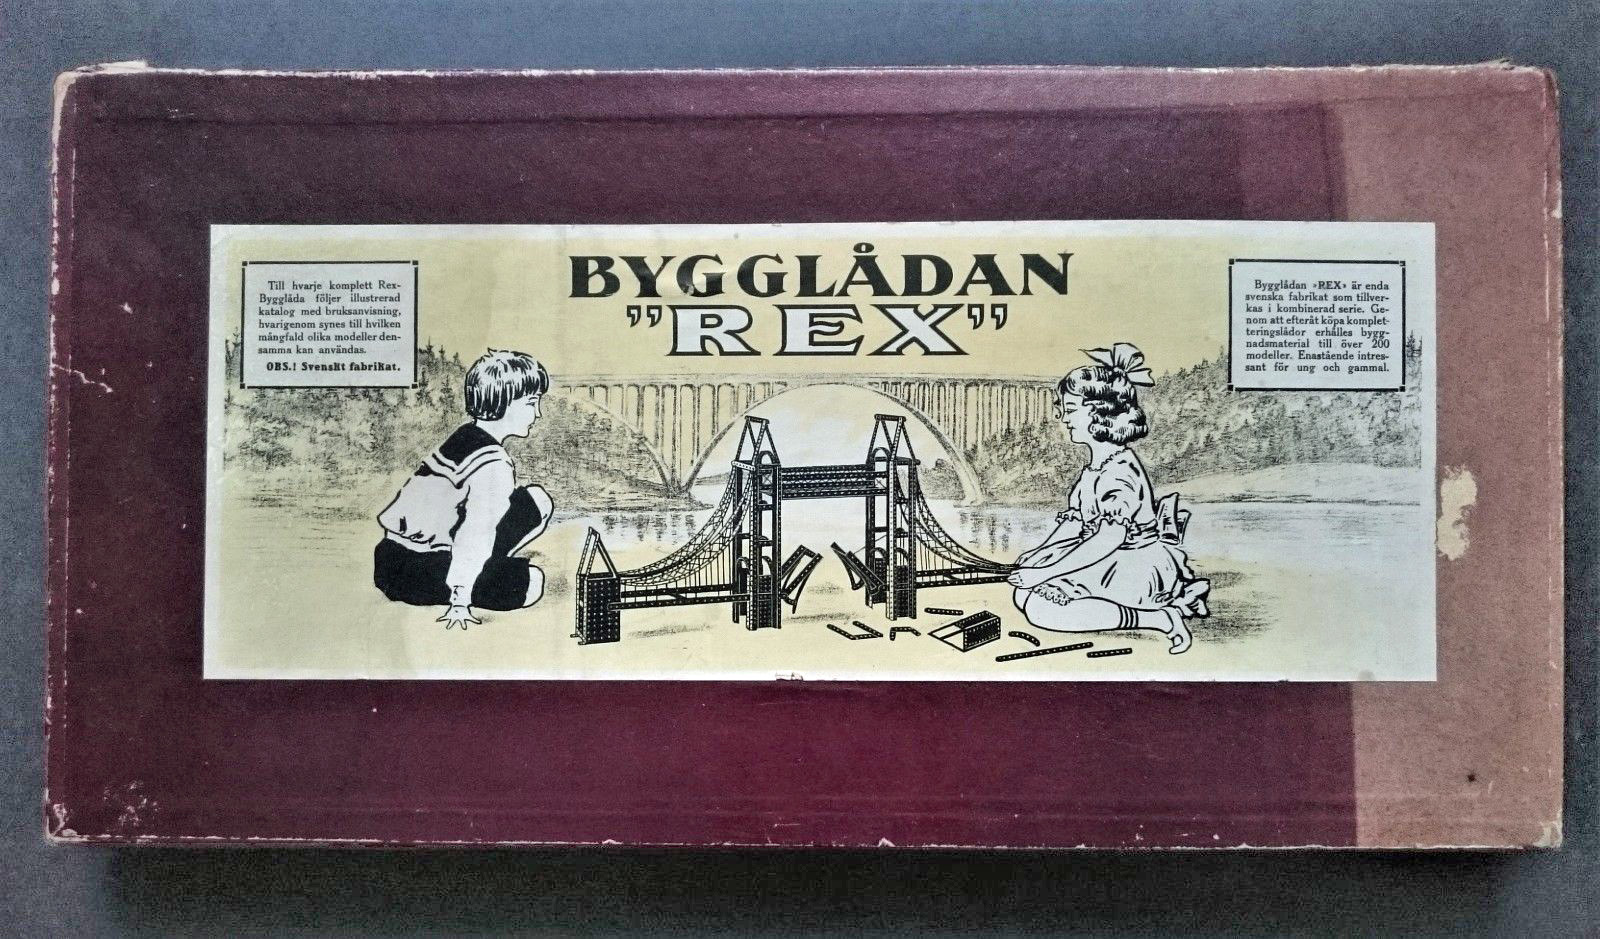 BYGGLÅDAN
"REX"
Till hvarje komplett Rex-
Bygglåda följer illustrerad
katalog med bruksanvisning,
hvarigenom synes till hvilken
mångfald olika modeller den-
samma kan användas.
OBS.! Svenskt fabrikat.
Bygglådan »REX» är enda
svenska fabrikat som tillver-
kas i kombinerad serie. Ge-
nom att efteråt köpa komplet-
teringslådor erhålles bygg-
nadsmaterial till över 200
modeller. Enastående intres-
sant för ung och gammal.